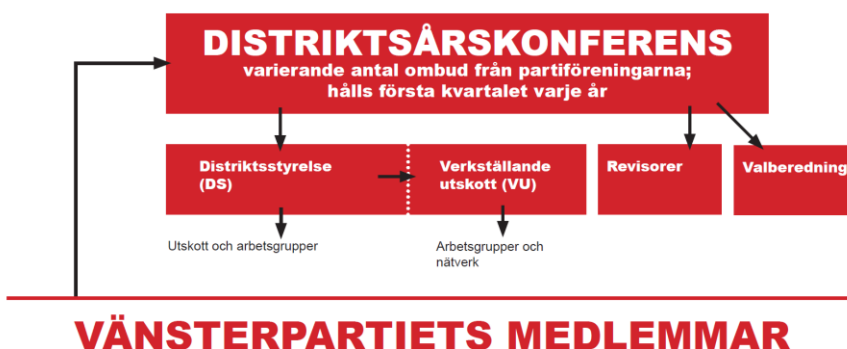 DISTRIKTSÅRSKONFERENS
varierande antal ombud från partiföreningarna;
hålls första kvartalet varje år
Distriktsstyrelse
(DS)
Verkställande
utskott (VU)
Revisorer
Valberedning
Utskott och arbetsgrupper
Arbetsgrupper och
nätverk
VÄNSTERPARTIETS MEDLEMMAR